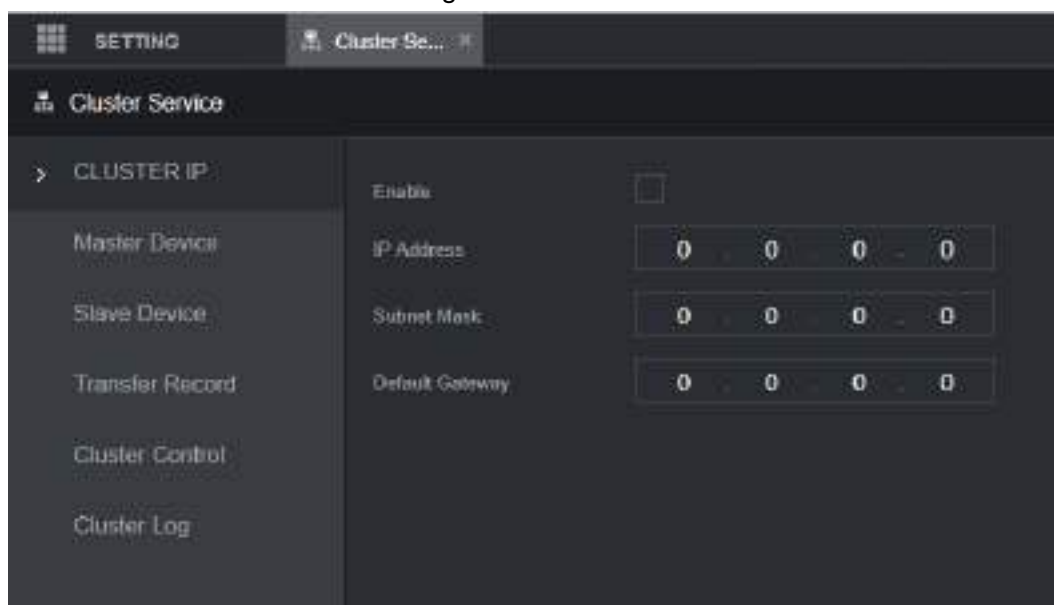 SETTING
Cluster Se...
Cluster Service
CLUSTER IP
Master Device
Slave Device
Transfer Record
Cluster Control
Cluster Log
Enable
IP Address 0 . 0 . 0 . 0
Subnet Mask 0 . 0 . 0 . 0
Default Gateway 0 . 0 . 0 . 0